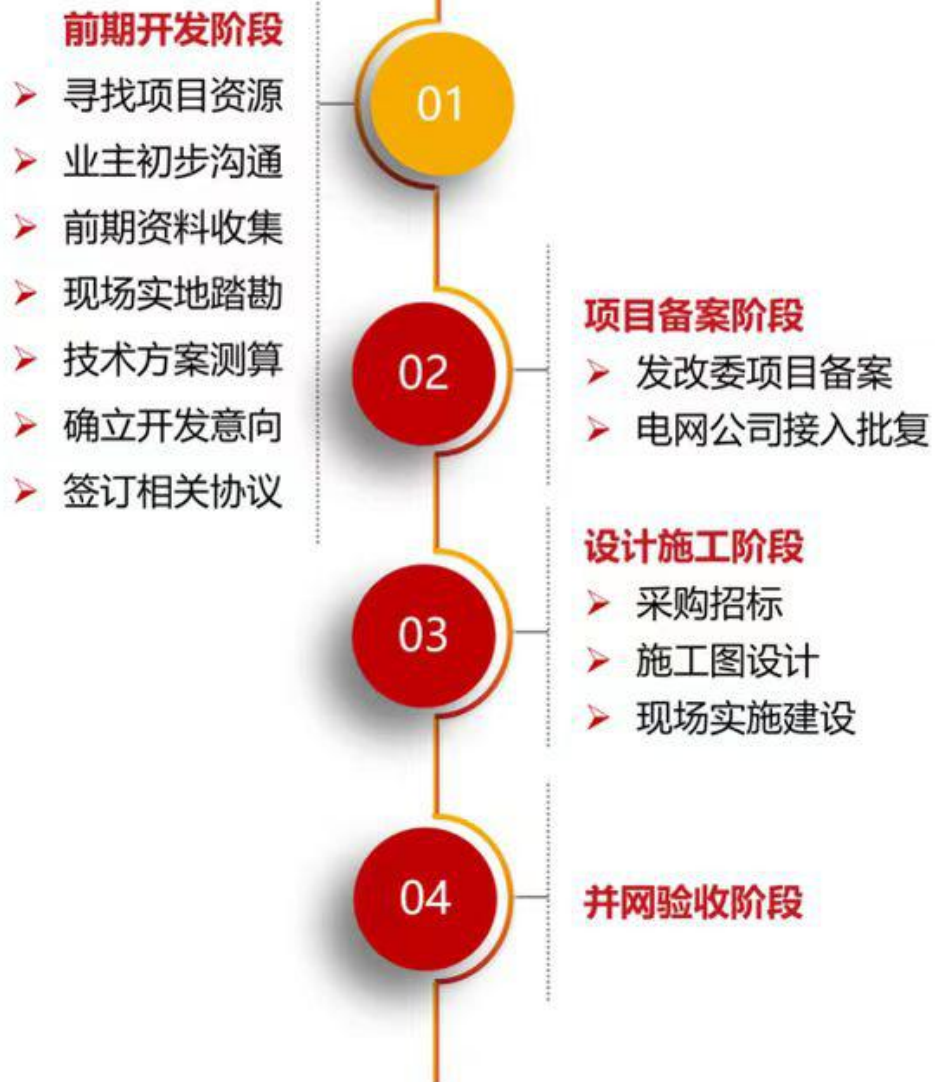 前期开发阶段
寻找项目资源
业主初步沟通
前期资料收集
现场实地踏勘
技术方案测算
确立开发意向
签订相关协议
01
02
项目备案阶段
发改委项目备案
电网公司接入批复
03
设计施工阶段
采购招标
施工图设计
现场实施建设
04
并网验收阶段